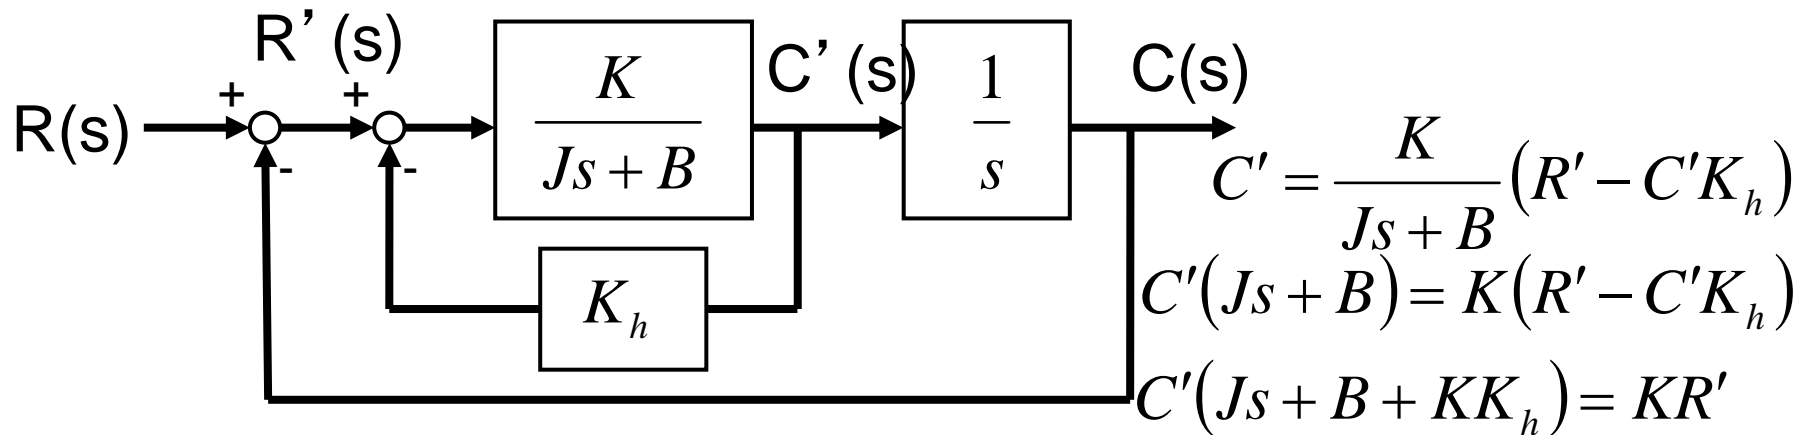 R(s)
R’(s)
+
-
+
-
K
Js + B
C’(s)
1
s
C(s)
K_h
C′ = K/(Js + B) (R′ − C′K_h)
C′(Js + B) = K(R′ − C′K_h)
C′(Js + B + KK_h) = KR′